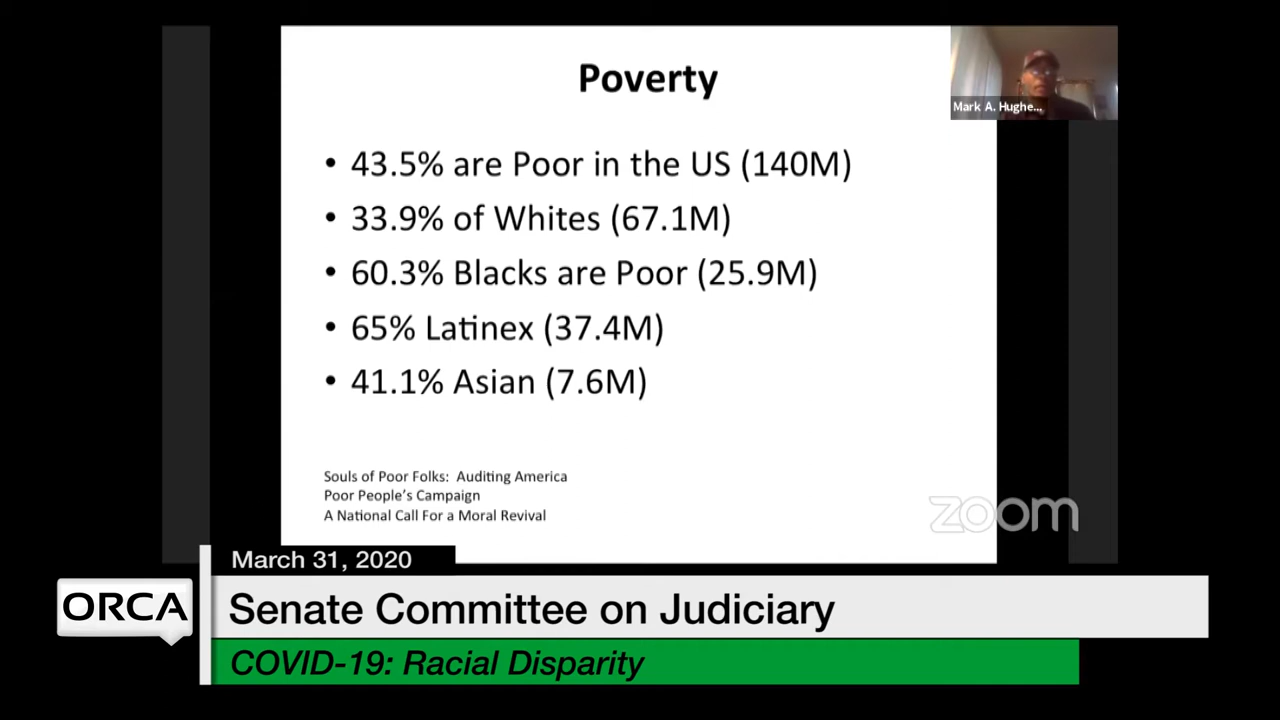 Poverty
Mark A. Hughe...
• 43.5% are Poor in the US (140M)
• 33.9% of Whites (67.1M)
• 60.3% Blacks are Poor (25.9M)
• 65% Latinex (37.4M)
• 41.1% Asian (7.6M)
Souls of Poor Folks: Auditing America
Poor People's Campaign
A National Call For a Moral Revival
zoom
March 31, 2020
ORCA
Senate Committee on Judiciary
COVID-19: Racial Disparity